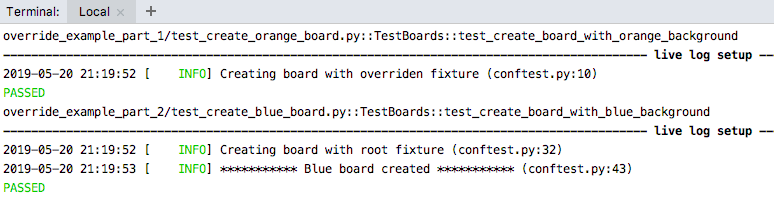 Terminal: Local × +
override_example_part_1/test_create_orange_board.py::TestBoards::test_create_board_with_orange_background
-------------------------------------------------------------------------------- live log setup --
2019-05-20 21:19:52 [    INFO] Creating board with overriden fixture (conftest.py:10)
PASSED
override_example_part_2/test_create_blue_board.py::TestBoards::test_create_board_with_blue_background
-------------------------------------------------------------------------------- live log setup --
2019-05-20 21:19:52 [    INFO] Creating board with root fixture (conftest.py:32)
2019-05-20 21:19:53 [    INFO] *********** Blue board created *********** (conftest.py:43)
PASSED